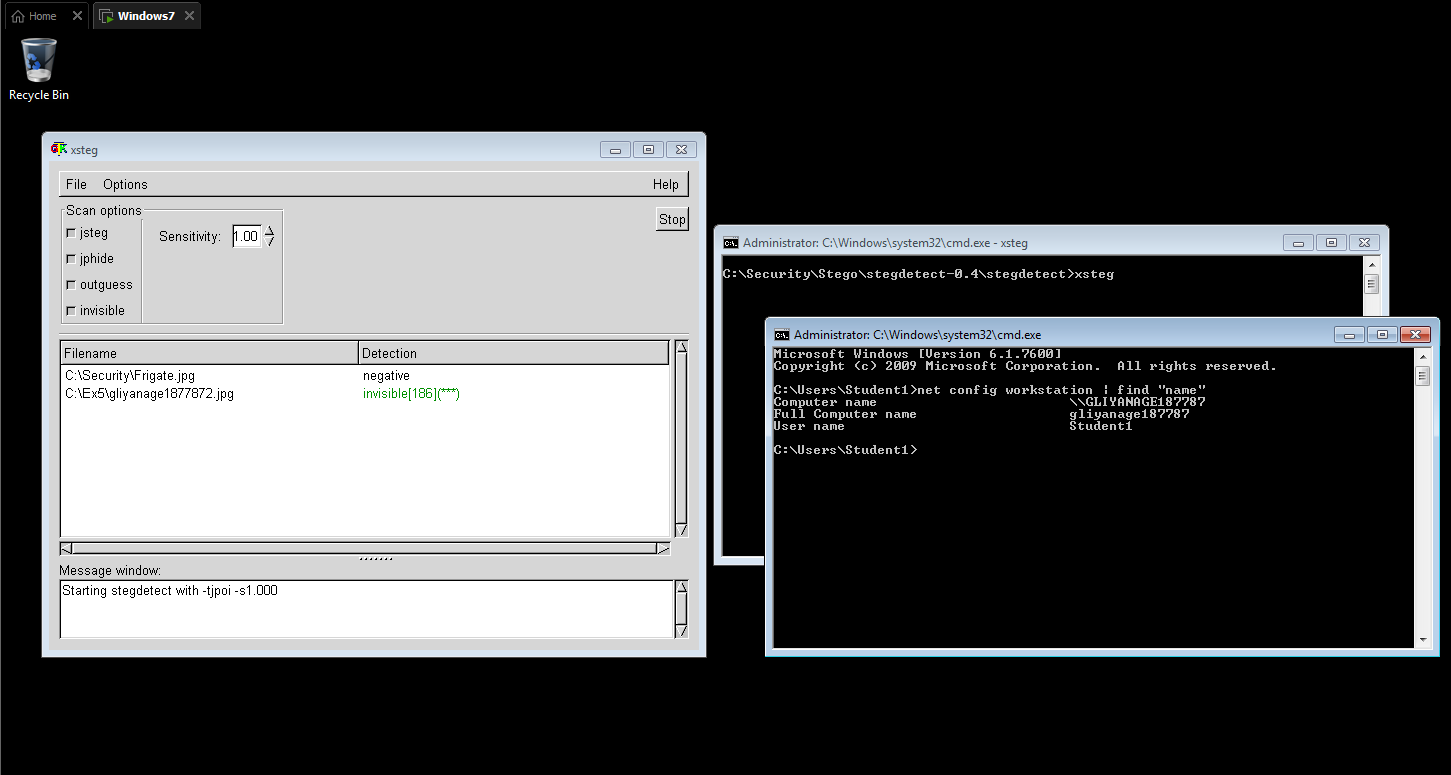 Home
Windows7
Recycle Bin
xsteg
File Options Help
Scan options
Stop
jsteg
Sensitivity: 1.00
jphide
outguess
invisible
Filename Detection
C:\Security\Frigate.jpg negative
C:\Ex5\gliyanage1877872.jpg invisible[186](***)
Message window:
Starting stegdetect with -tjpoi -s1.000
Administrator: C:\Windows\system32\cmd.exe - xsteg
C:\Security\Stego\stegdetect-0.4\stegdetect>xsteg
Administrator: C:\Windows\system32\cmd.exe
Microsoft Windows [Version 6.1.7600]
Copyright (c) 2009 Microsoft Corporation. All rights reserved.
C:\Users\Student1>net config workstation | find "name"
Computer name \\GLIYANAGE187787
Full Computer name gliyanage187787
User name Student1
C:\Users\Student1>